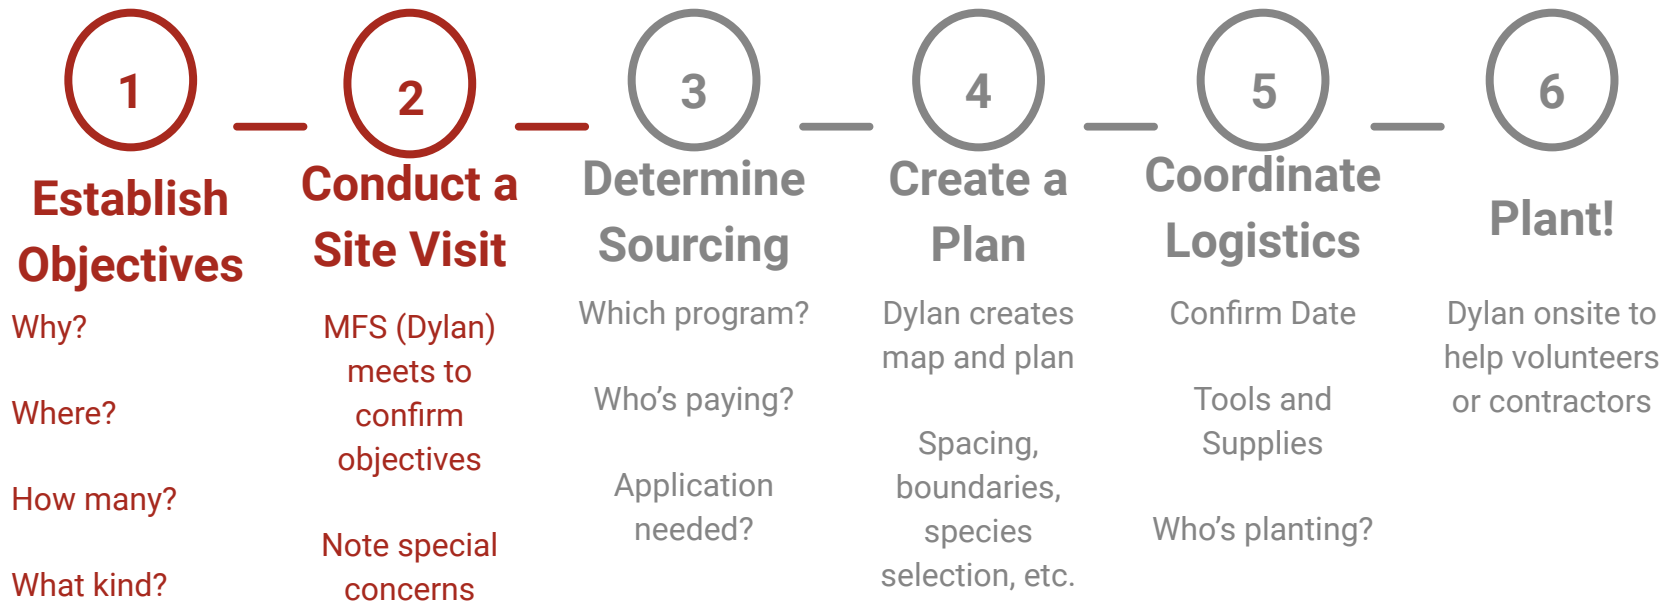 1
Establish
Objectives
Why?
Where?
How many?
What kind?
2
Conduct a
Site Visit
MFS (Dylan)
meets to
confirm
objectives
Note special
concerns
3
Determine
Sourcing
Which program?
Who’s paying?
Application
needed?
4
Create a
Plan
Dylan creates
map and plan
Spacing,
boundaries,
species
selection, etc.
5
Coordinate
Logistics
Confirm Date
Tools and
Supplies
Who’s planting?
6
Plant!
Dylan onsite to
help volunteers
or contractors